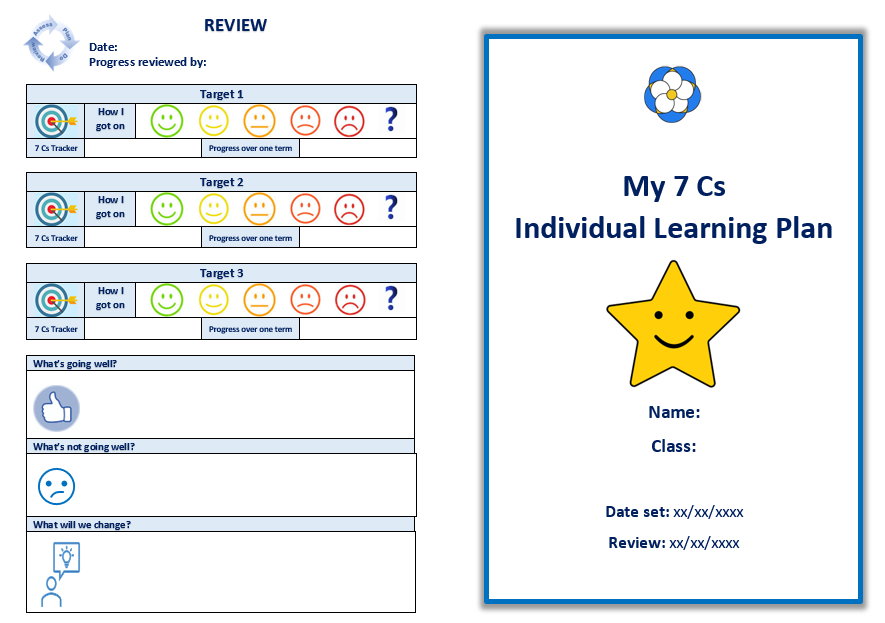 Assess
Plan
Do
Review
REVIEW
Date:
Progress reviewed by:
Target 1
How I
got on
?
7 Cs Tracker
Progress over one term
Target 2
How I
got on
?
7 Cs Tracker
Progress over one term
Target 3
How I
got on
?
7 Cs Tracker
Progress over one term
What's going well?
What's not going well?
What will we change?
My 7 Cs
Individual Learning Plan
Name:
Class:
Date set: xx/xx/xxxx
Review: xx/xx/xxxx